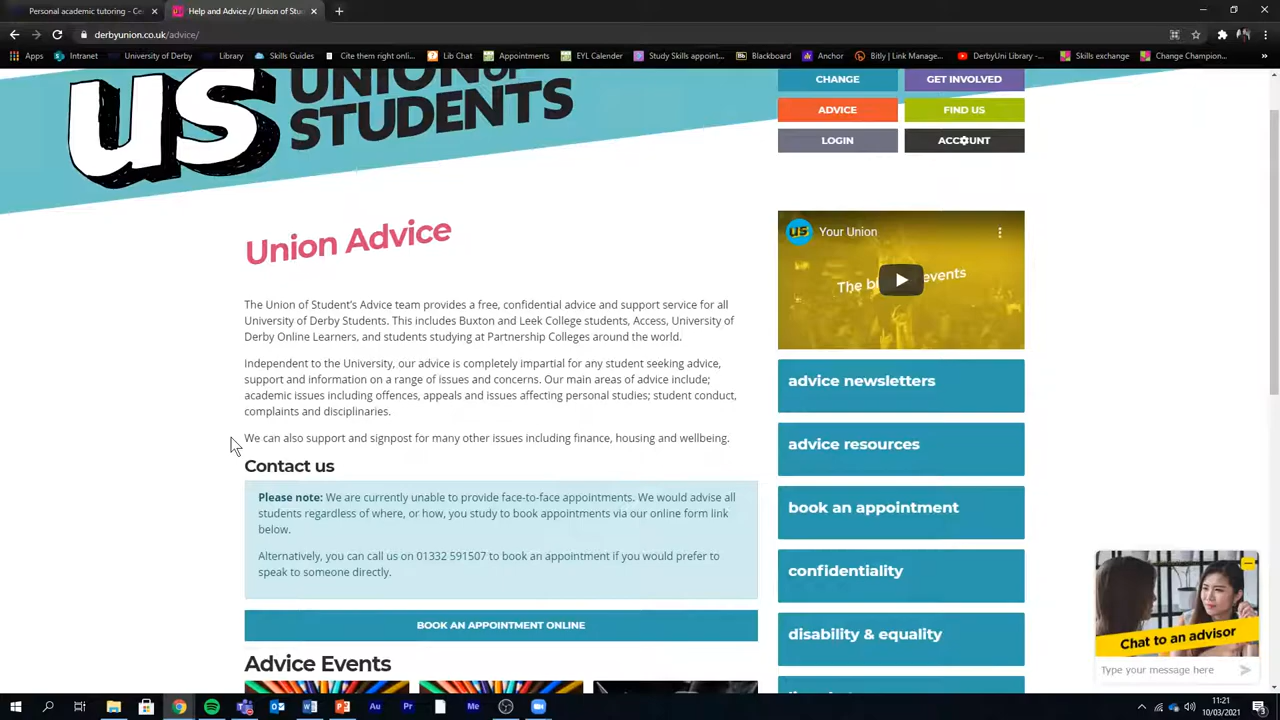 Personal academic tutoring - Ce
Help and Advice // Union of Stud
derbyunion.co.uk/advice/
Apps
Intranet
University of Derby
Library
Skills Guides
Cite them right onli...
Lib Chat
Appointments
EYL Calender
Study Skills appoint...
Blackboard
Anchor
Bitly | Link Manage...
DerbyUni Library -...
Skills exchange
Change Champion...
us
UNION OF
STUDENTS
CHANGE
GET INVOLVED
ADVICE
FIND US
LOGIN
ACCOUNT
Union Advice
The Union of Student's Advice team provides a free, confidential advice and support service for all
University of Derby Students. This includes Buxton and Leek College students, Access, University of
Derby Online Learners, and students studying at Partnership Colleges around the world.
Independent to the University, our advice is completely impartial for any student seeking advice,
support and information on a range of issues and concerns. Our main areas of advice include;
academic issues including offences, appeals and issues affecting personal studies; student conduct,
complaints and disciplinaries.
We can also support and signpost for many other issues including finance, housing and wellbeing.
Contact us
Please note: We are currently unable to provide face-to-face appointments. We would advise all
students regardless of where, or how, you study to book appointments via our online form link
below.
Alternatively, you can call us on 01332 591507 to book an appointment if you would prefer to
speak to someone directly.
BOOK AN APPOINTMENT ONLINE
Advice Events
us
Your Union
The bi events
advice newsletters
advice resources
book an appointment
confidentiality
disability & equality
Chat to an advisor
Type your message here
11:21
10/03/2021